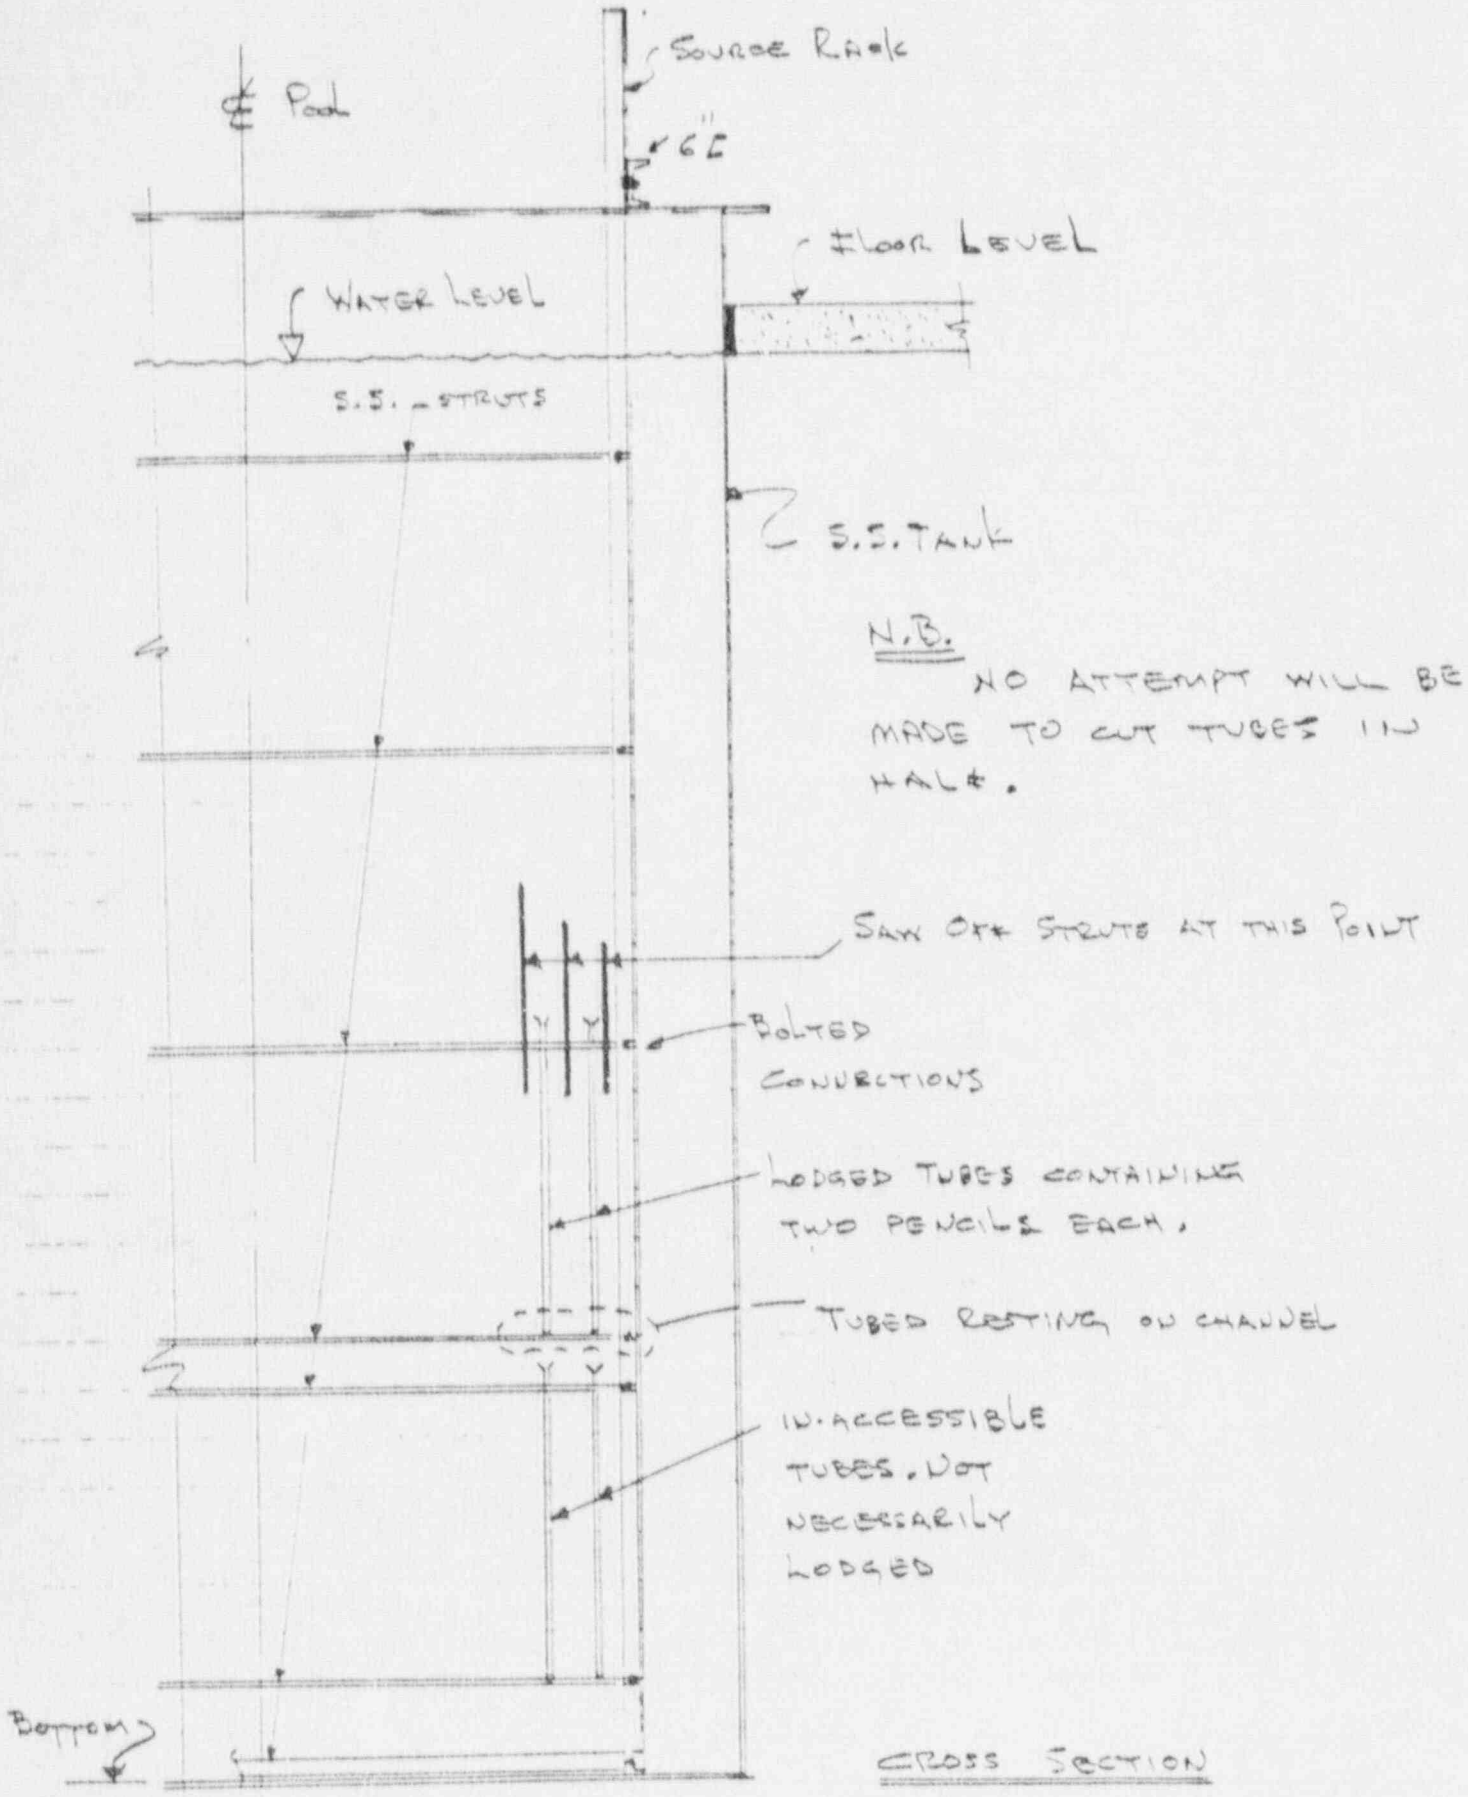 SOURCE RACK
℄ POOL
6"[
FLOOR LEVEL
WATER LEVEL
S.S. - STRUTS
S.S. TANK
N.B.
NO ATTEMPT WILL BE
MADE TO CUT TUBES IN
HALF.
SAW OFF STRUTS AT THIS POINT
BOLTED
CONNECTIONS
LODGED TUBES CONTAINING
TWO PENCILS EACH.
TUBED RESTING ON CHANNEL
IN-ACCESSIBLE
TUBES. NOT
NECESSARILY
LODGED
BOTTOM
CROSS SECTION